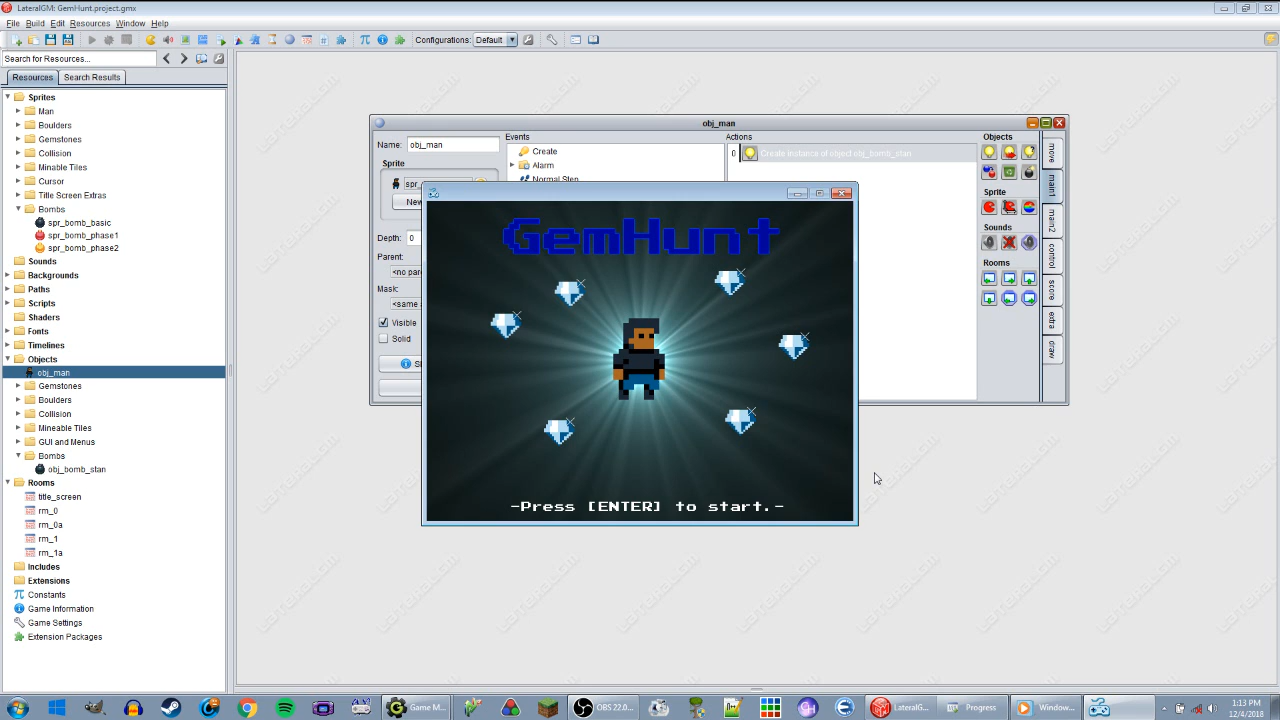 LateralGM: GemHunt.project.gmx
File Build Edit Resources Window Help
Configurations: Default
Search for Resources...
Resources Search Results
Sprites
Man
Boulders
Gemstones
Collision
Minable Tiles
Cursor
Title Screen Extras
Bombs
spr_bomb_basic
spr_bomb_phase1
spr_bomb_phase2
Sounds
Backgrounds
Paths
Scripts
Shaders
Fonts
Timelines
Objects
obj_man
Gemstones
Boulders
Collision
Mineable Tiles
GUI and Menus
Bombs
obj_bomb_stan
Rooms
title_screen
rm_0
rm_0a
rm_1
rm_1a
Includes
Extensions
Constants
Game Information
Game Settings
Extension Packages
obj_man
Name: obj_man
Sprite
spr_
New
Depth: 0
Parent:
<no pare
Mask:
<same a
Visible
Solid
Events
Create
Alarm
Normal Step
Actions
0 Create instance of object obj_bomb_stan
Objects
Sprite
Sounds
Rooms
move
main1
main2
control
score
extra
draw
GemHunt
-Press [ENTER] to start.-
LATERALGM
Game M...
OBS 22.0...
LateralG...
Progress
Window...
1:13 PM
12/4/2018